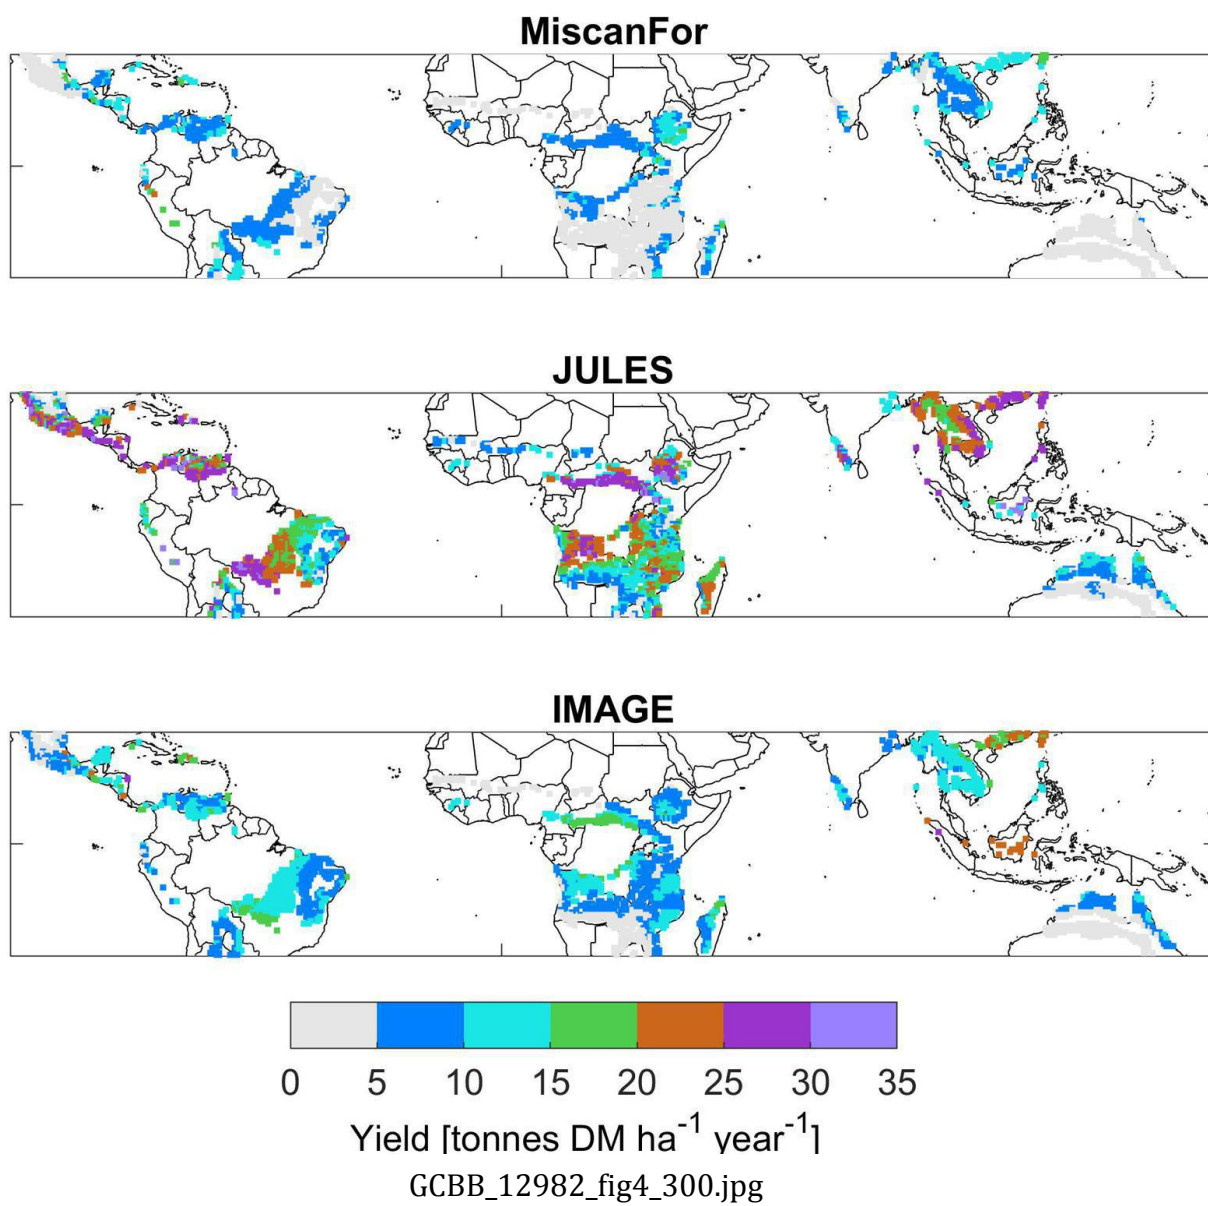 MiscanFor
JULES
IMAGE
0 5 10 15 20 25 30 35
Yield [tonnes DM ha⁻¹ year⁻¹]
GCBB_12982_fig4_300.jpg